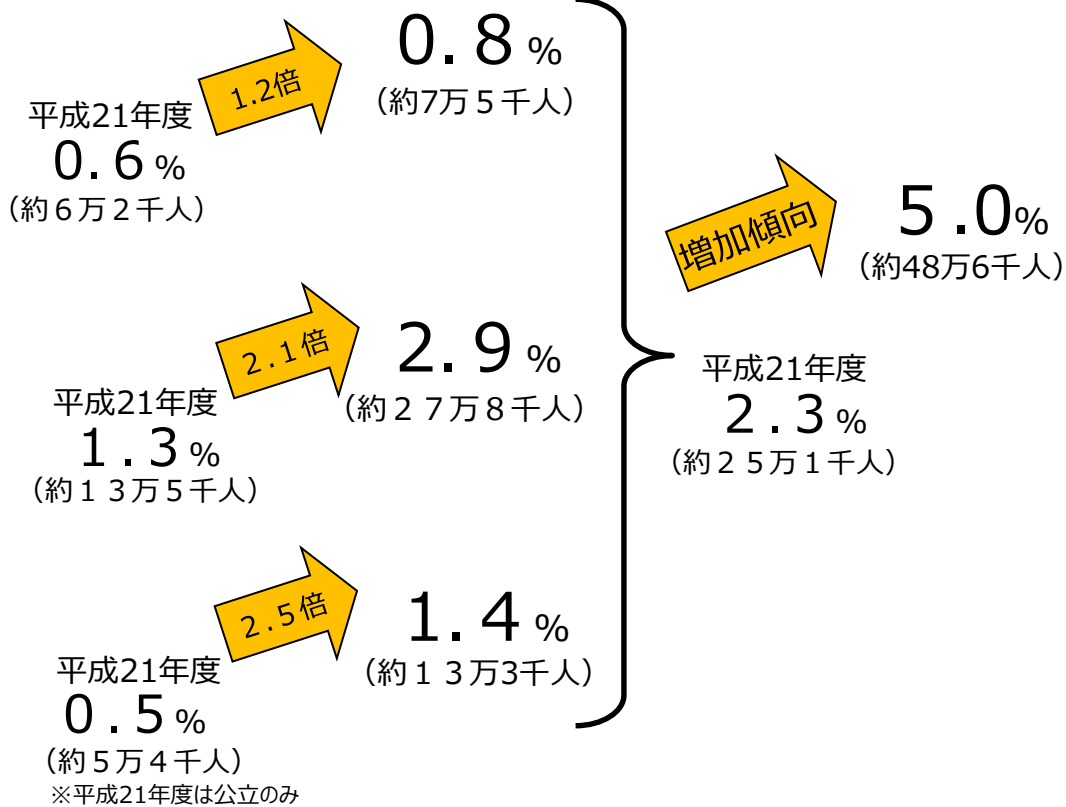 0.8 %
(約7万５千人)
1.2倍
平成21年度
0.6 %
(約６万２千人)
2.9 %
(約２７万８千人)
2.1倍
平成21年度
1.3 %
(約１３万５千人)
1.4 %
(約１３万3千人)
2.5倍
平成21年度
0.5 %
(約５万４千人)
※平成21年度は公立のみ
増加傾向
5.0%
(約48万6千人)
平成21年度
2.3 %
(約２５万１千人)